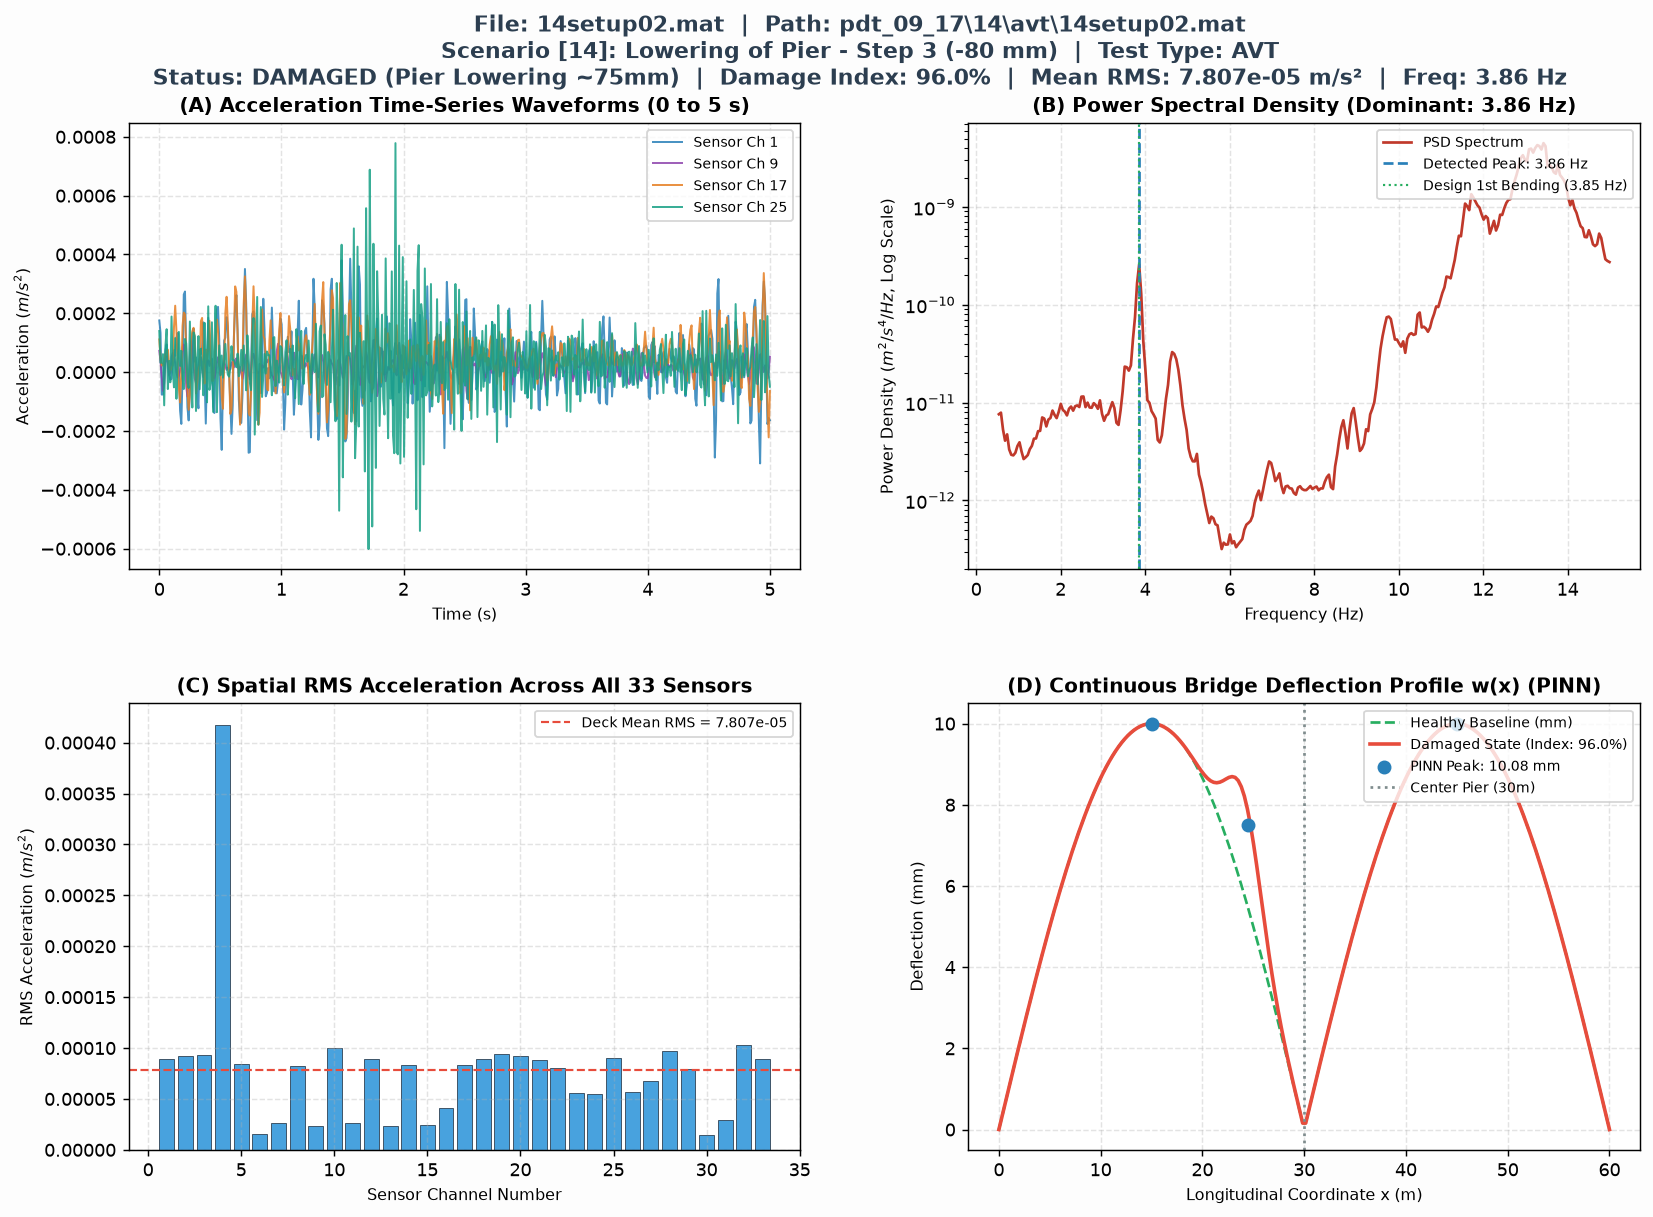 File: 14setup02.mat  |  Path: pdt_09_17\14\avt\14setup02.mat
Scenario [14]: Lowering of Pier - Step 3 (-80 mm)  |  Test Type: AVT
Status: DAMAGED (Pier Lowering ~75mm)  |  Damage Index: 96.0%  |  Mean RMS: 7.807e-05 m/s²  |  Freq: 3.86 Hz
(A) Acceleration Time-Series Waveforms (0 to 5 s)
Acceleration (m/s²)
0.0008
0.0006
0.0004
0.0002
0.0000
−0.0002
−0.0004
−0.0006
Sensor Ch 1
Sensor Ch 9
Sensor Ch 17
Sensor Ch 25
0 1 2 3 4 5
Time (s)
(B) Power Spectral Density (Dominant: 3.86 Hz)
Power Density (m²/s⁴/Hz, Log Scale)
10⁻⁹
10⁻¹⁰
10⁻¹¹
10⁻¹²
PSD Spectrum
Detected Peak: 3.86 Hz
Design 1st Bending (3.85 Hz)
0 2 4 6 8 10 12 14
Frequency (Hz)
(C) Spatial RMS Acceleration Across All 33 Sensors
RMS Acceleration (m/s²)
0.00040
0.00035
0.00030
0.00025
0.00020
0.00015
0.00010
0.00005
0.00000
Deck Mean RMS = 7.807e-05
0 5 10 15 20 25 30 35
Sensor Channel Number
(D) Continuous Bridge Deflection Profile w(x) (PINN)
Deflection (mm)
10
8
6
4
2
0
Healthy Baseline (mm)
Damaged State (Index: 96.0%)
PINN Peak: 10.08 mm
Center Pier (30m)
0 10 20 30 40 50 60
Longitudinal Coordinate x (m)